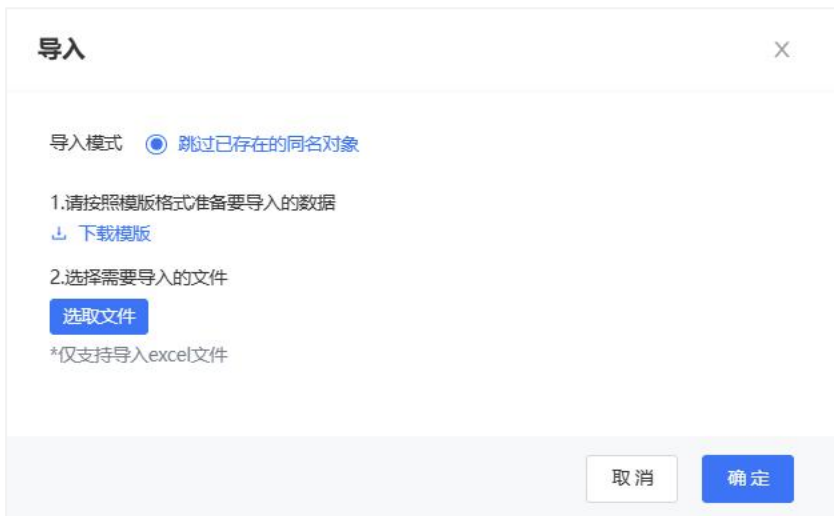 导入
导入模式 跳过已存在的同名对象
1.请按照模版格式准备要导入的数据
下载模版
2.选择需要导入的文件
选取文件
*仅支持导入excel文件
取消 确定